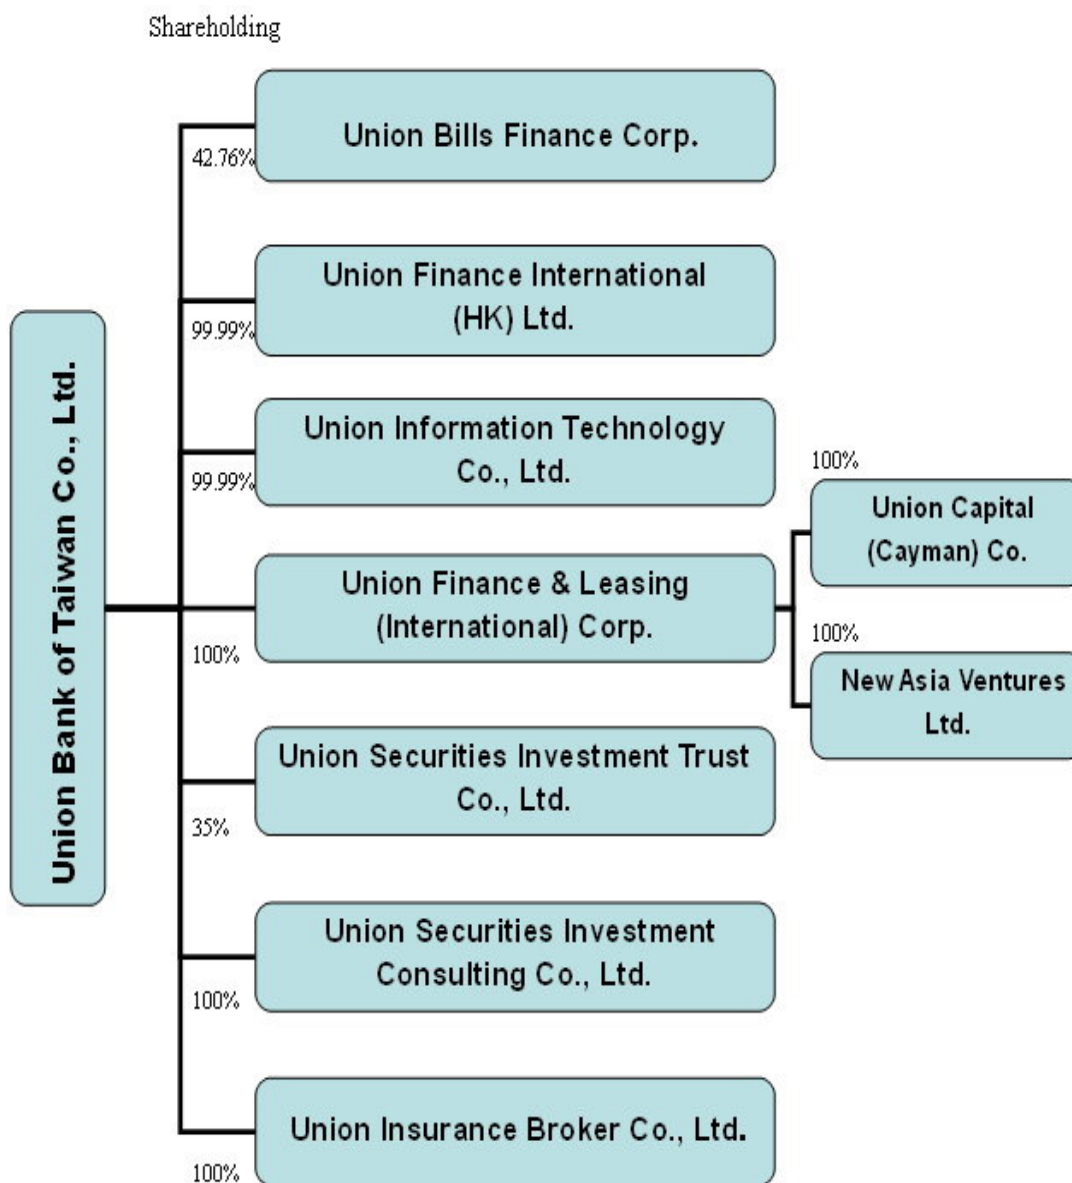 Shareholding
Union Bank of Taiwan Co., Ltd.
Union Bills Finance Corp.
42.76%
Union Finance International
(HK) Ltd.
99.99%
Union Information Technology
Co., Ltd.
99.99%
Union Finance & Leasing
(International) Corp.
100%
100%
Union Capital
(Cayman) Co.
100%
New Asia Ventures
Ltd.
Union Securities Investment Trust
Co., Ltd.
35%
Union Securities Investment
Consulting Co., Ltd.
100%
Union Insurance Broker Co., Ltd.
100%